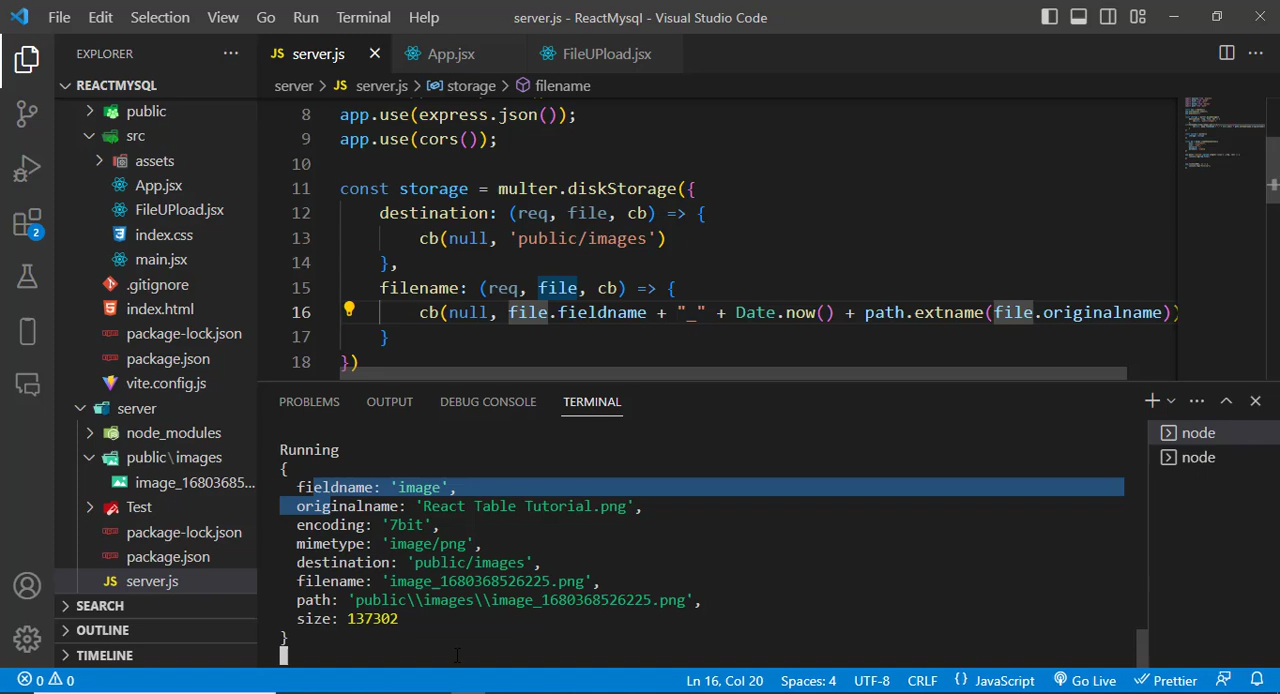 File Edit Selection View Go Run Terminal Help server.js - ReactMysql - Visual Studio Code
EXPLORER
REACTMYSQL
public
src
assets
App.jsx
FileUPload.jsx
index.css
main.jsx
.gitignore
index.html
package-lock.json
package.json
vite.config.js
server
node_modules
public\images
image_16803685...
Test
package-lock.json
package.json
JS server.js
SEARCH
OUTLINE
TIMELINE
2
JS server.js App.jsx FileUPload.jsx
server > JS server.js > storage > filename
8 app.use(express.json());
9 app.use(cors());
10
11 const storage = multer.diskStorage({
12 destination: (req, file, cb) => {
13 cb(null, 'public/images')
14 },
15 filename: (req, file, cb) => {
16 cb(null, file.fieldname + "_" + Date.now() + path.extname(file.originalname))
17 }
18 })
PROBLEMS OUTPUT DEBUG CONSOLE TERMINAL
Running
{
fieldname: 'image',
originalname: 'React Table Tutorial.png',
encoding: '7bit',
mimetype: 'image/png',
destination: 'public/images',
filename: 'image_1680368526225.png',
path: 'public\\images\\image_1680368526225.png',
size: 137302
}
node
node
0 0 Ln 16, Col 20 Spaces: 4 UTF-8 CRLF {} JavaScript Go Live Prettier